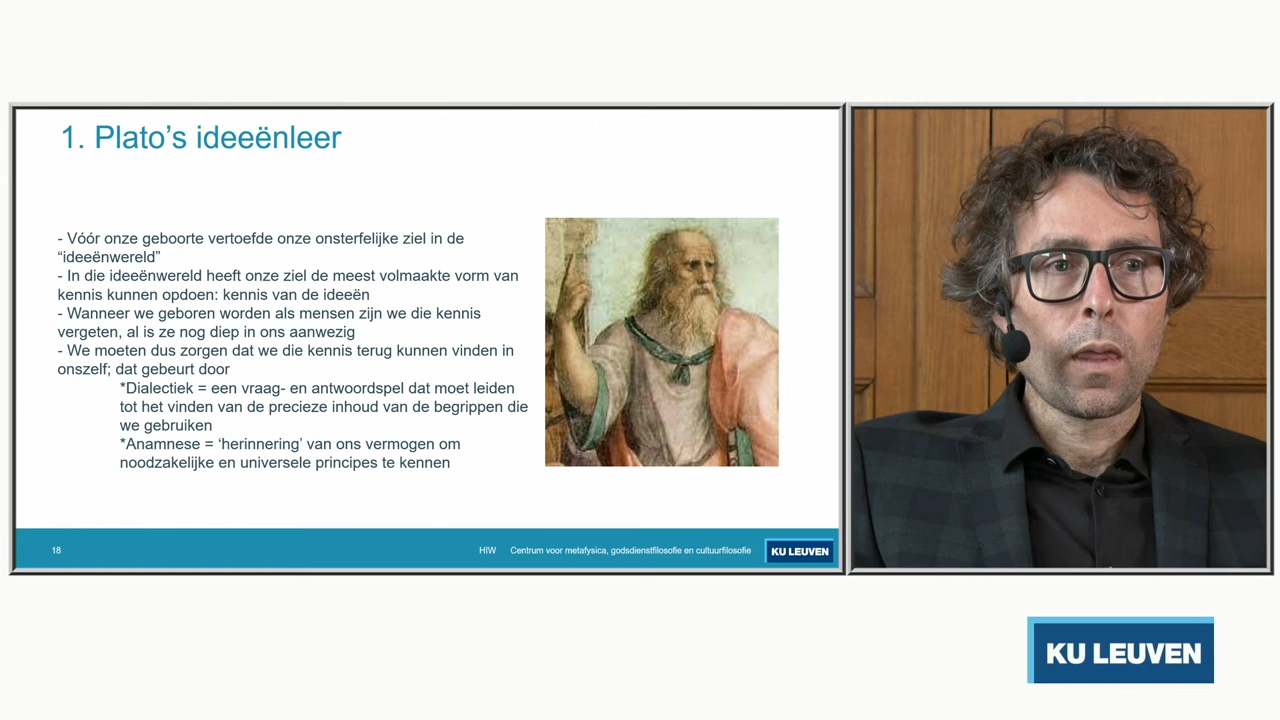 1. Plato’s ideeënleer
- Vóór onze geboorte vertoefde onze onsterfelijke ziel in de
“ideeënwereld”
- In die ideeënwereld heeft onze ziel de meest volmaakte vorm van
kennis kunnen opdoen: kennis van de ideeën
- Wanneer we geboren worden als mensen zijn we die kennis
vergeten, al is ze nog diep in ons aanwezig
- We moeten dus zorgen dat we die kennis terug kunnen vinden in
onszelf; dat gebeurt door
*Dialectiek = een vraag- en antwoordspel dat moet leiden
tot het vinden van de precieze inhoud van de begrippen die
we gebruiken
*Anamnese = ‘herinnering’ van ons vermogen om
noodzakelijke en universele principes te kennen
18 HIW Centrum voor metafysica, godsdienstfilosofie en cultuurfilosofie KU LEUVEN
KU LEUVEN